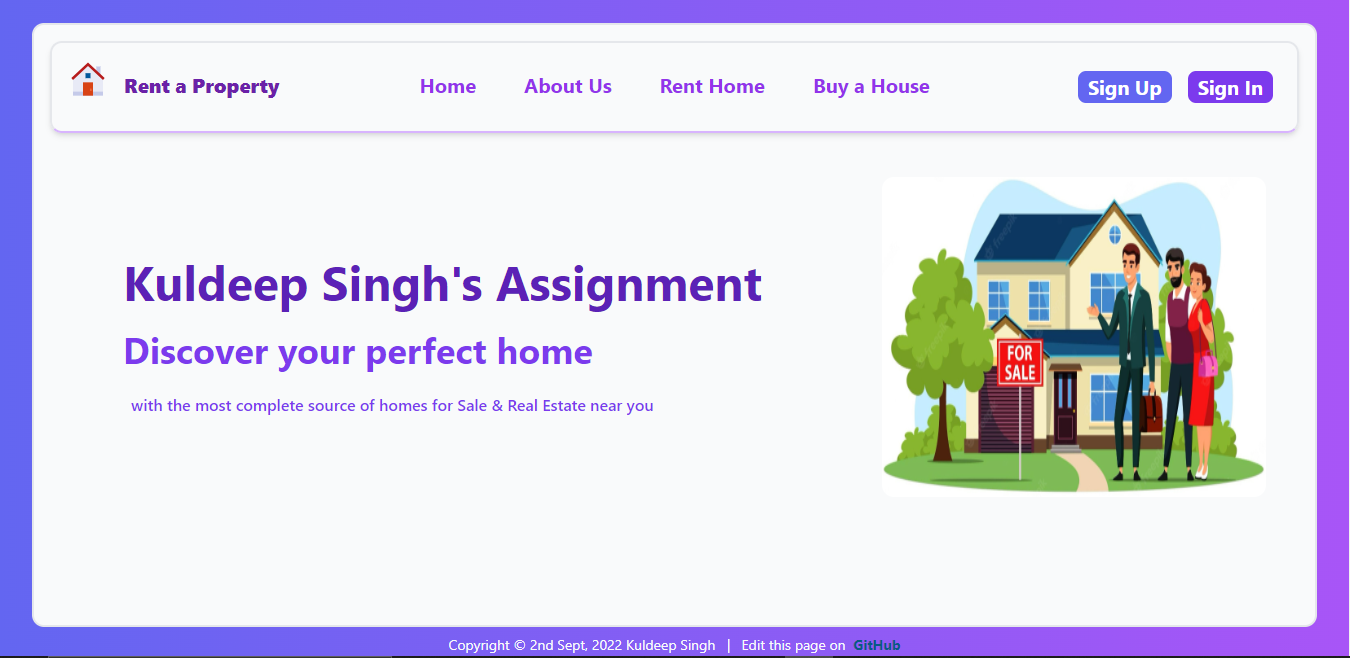 Rent a Property Home About Us Rent Home Buy a House Sign Up Sign In
Kuldeep Singh's Assignment
Discover your perfect home
with the most complete source of homes for Sale & Real Estate near you
FOR
SALE
Copyright © 2nd Sept, 2022 Kuldeep Singh | Edit this page on GitHub